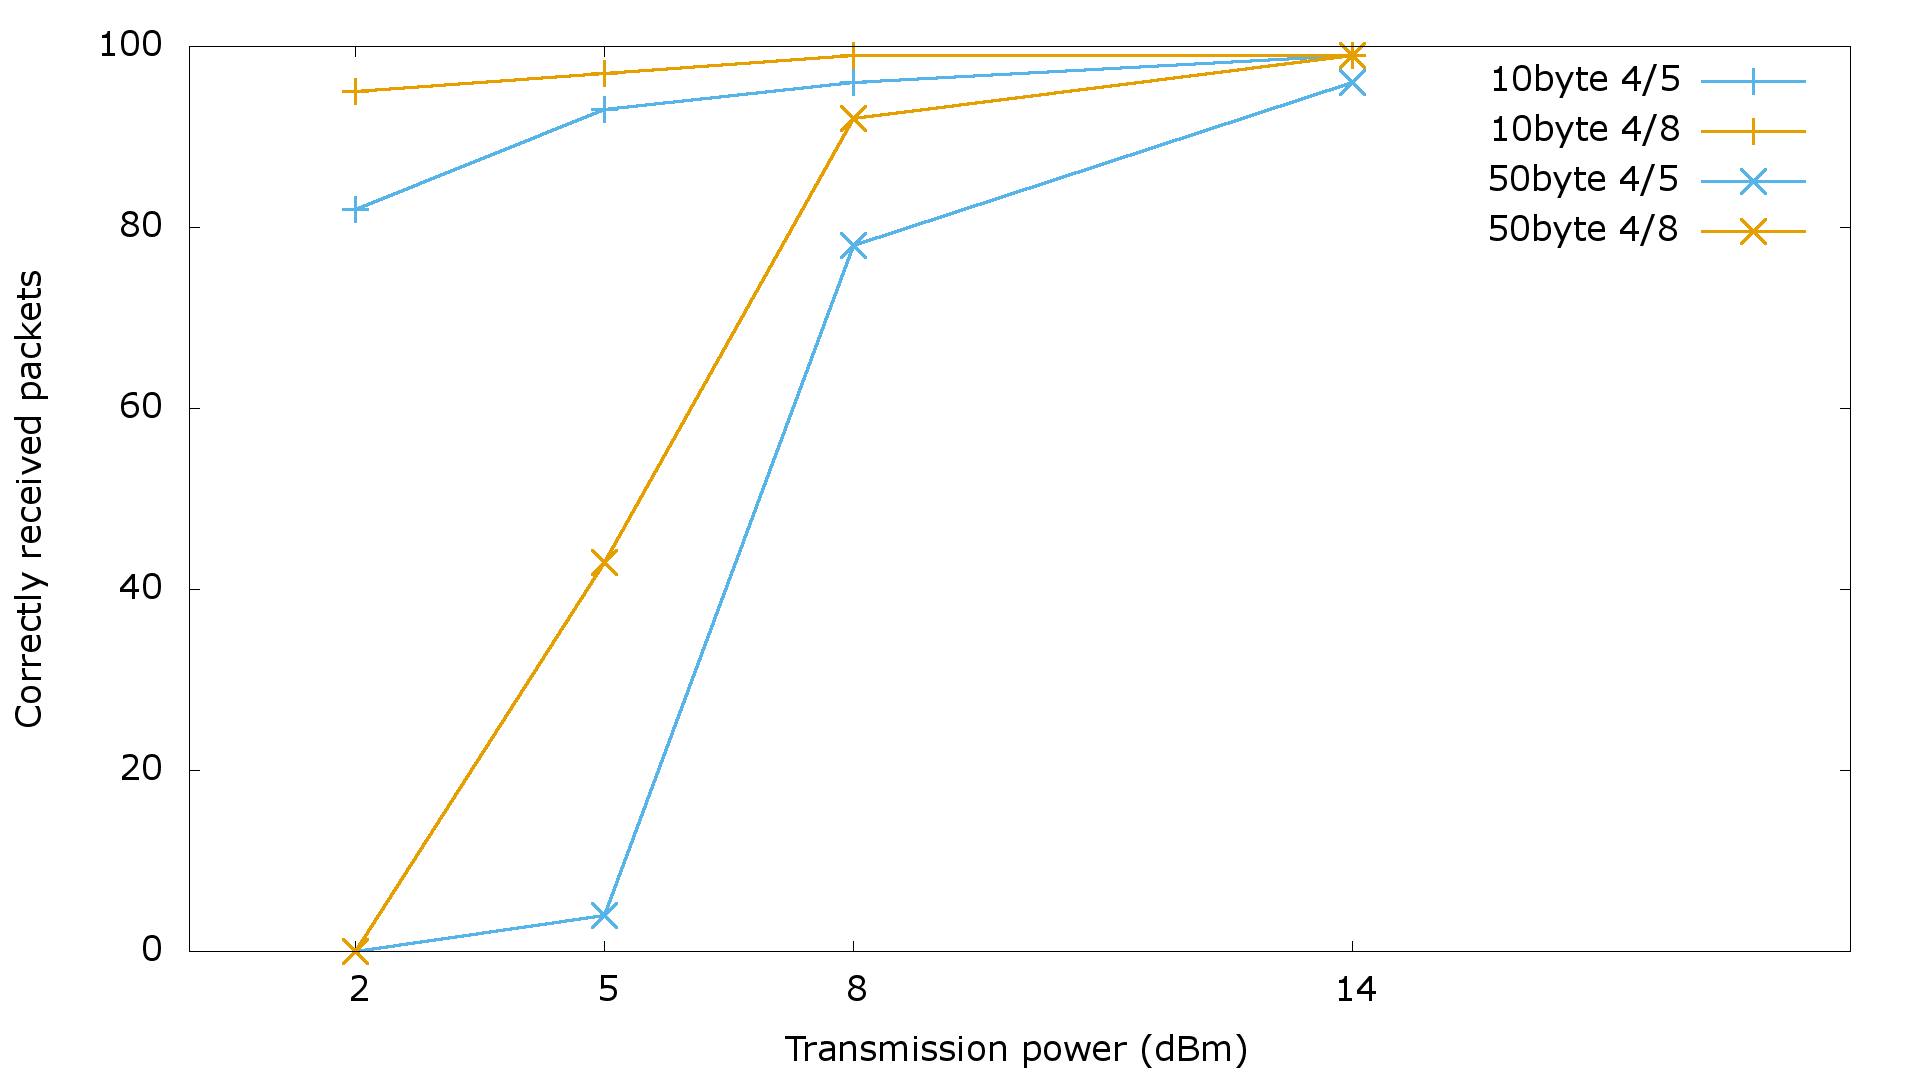 100
80
60
40
20
0
Correctly received packets
10byte 4/5
10byte 4/8
50byte 4/5
50byte 4/8
2 5 8 14
Transmission power (dBm)